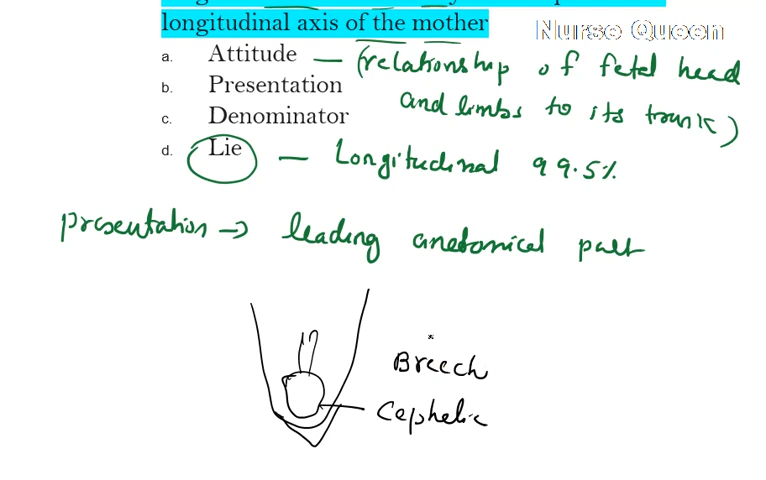 longitudinal axis of the mother
Nurse Queen
a. Attitude — (relationship of fetal head
and limbs to its trunk)
b. Presentation
c. Denominator
d. Lie — Longitudinal 99.5%
presentation → leading anatomical part
Breech
Cephalic